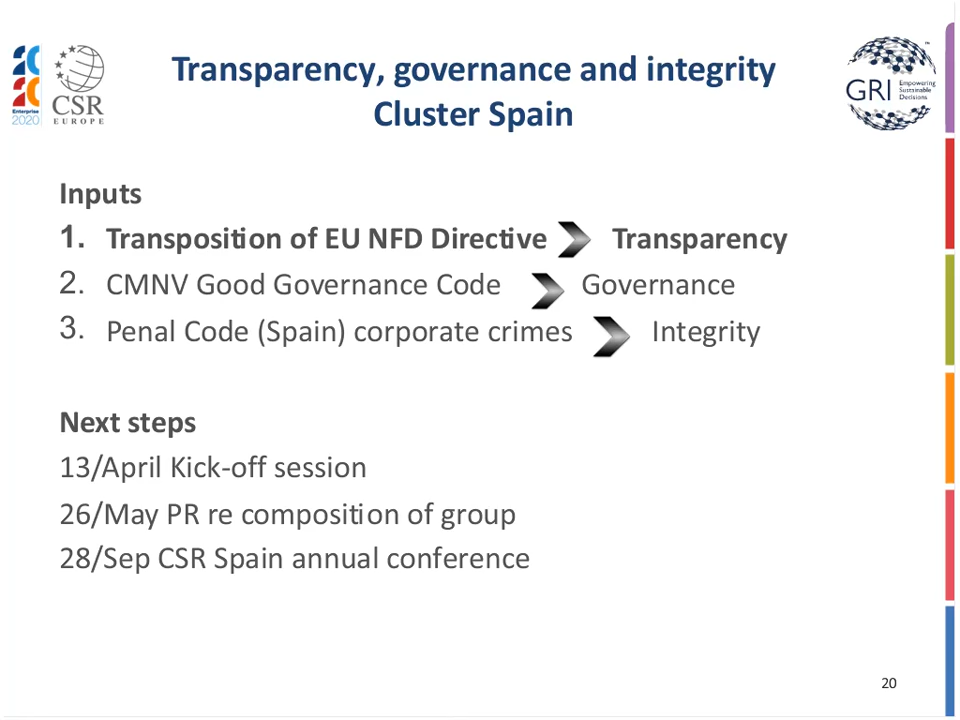 Transparency, governance and integrity
Cluster Spain
2020
Enterprise
2020
CSR
EUROPE
GRI
Empowering
Sustainable
Decisions
Inputs
1. Transposition of EU NFD Directive Transparency
2. CMNV Good Governance Code Governance
3. Penal Code (Spain) corporate crimes Integrity
Next steps
13/April Kick-off session
26/May PR re composition of group
28/Sep CSR Spain annual conference
20